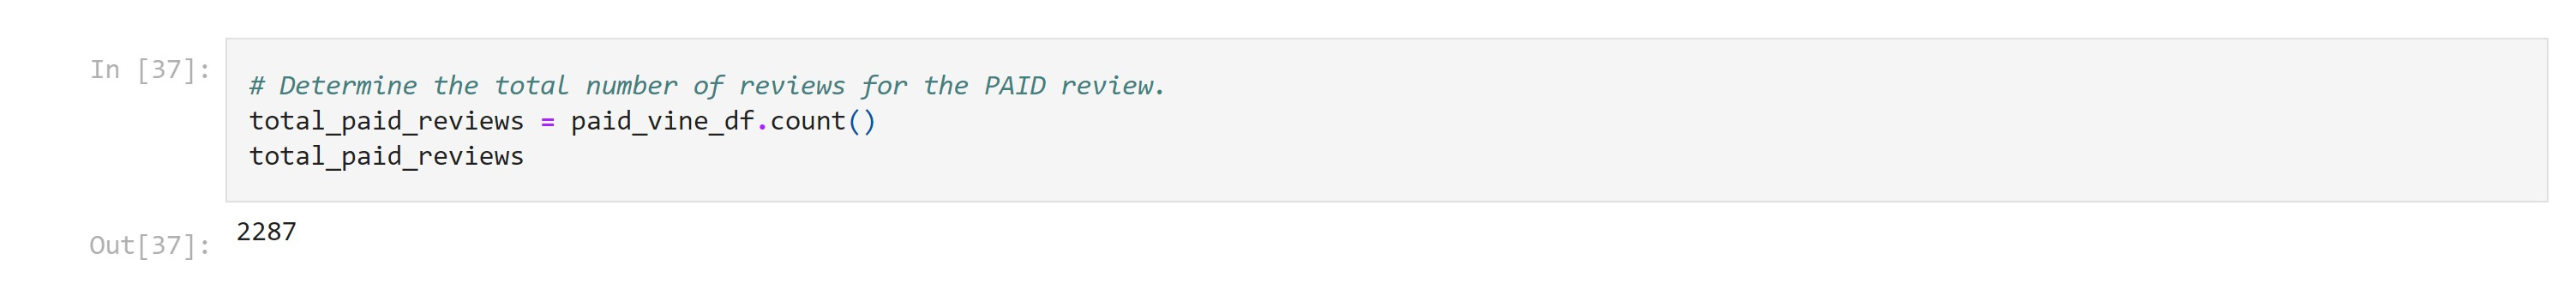 In [37]:
# Determine the total number of reviews for the PAID review.
total_paid_reviews = paid_vine_df.count()
total_paid_reviews
Out[37]:
2287